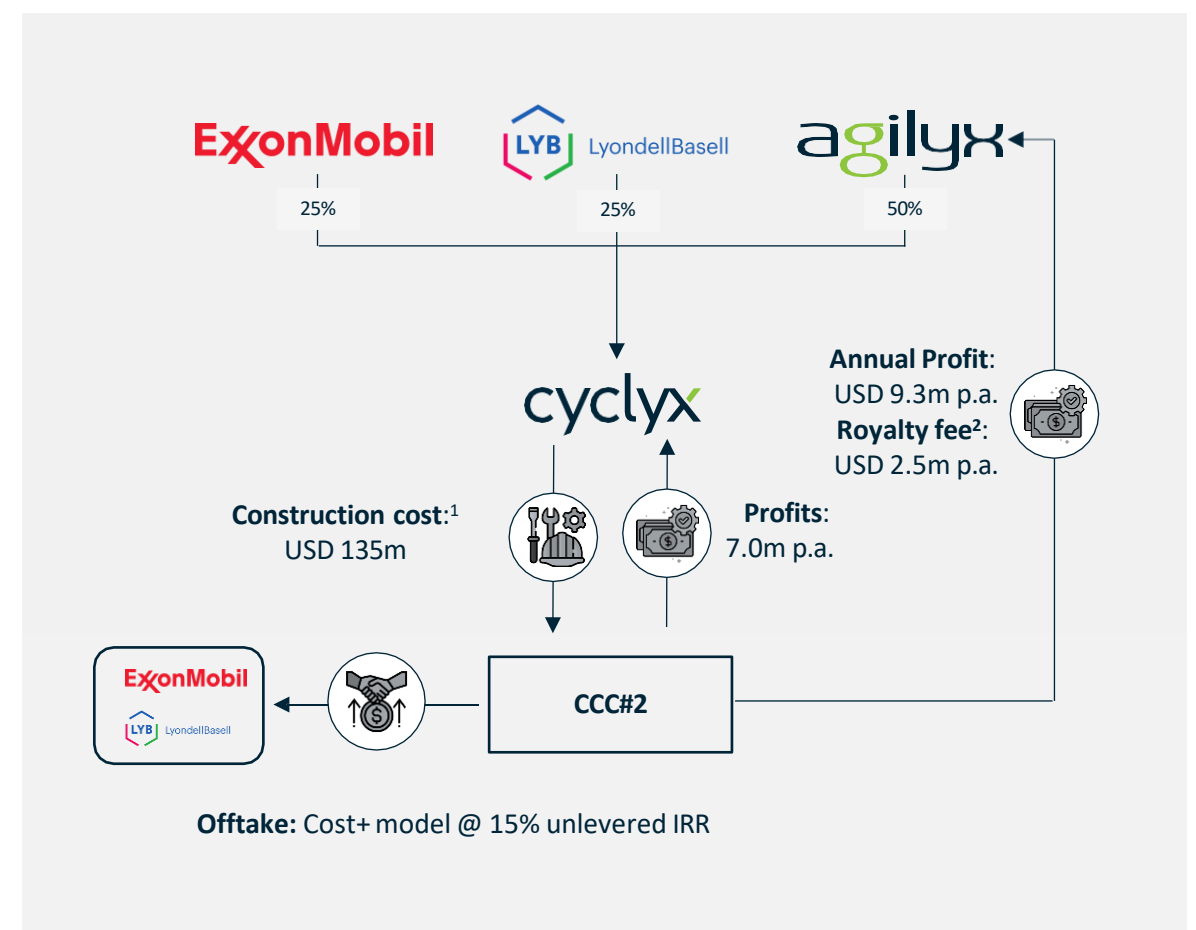 ExxonMobil
LYB LyondellBasell
agilyx
25%
25%
50%
cyclyx
Annual Profit:
USD 9.3m p.a.
Royalty fee²:
USD 2.5m p.a.
Construction cost:¹
USD 135m
Profits:
7.0m p.a.
ExxonMobil
LYB LyondellBasell
CCC#2
Offtake: Cost+ model @ 15% unlevered IRR